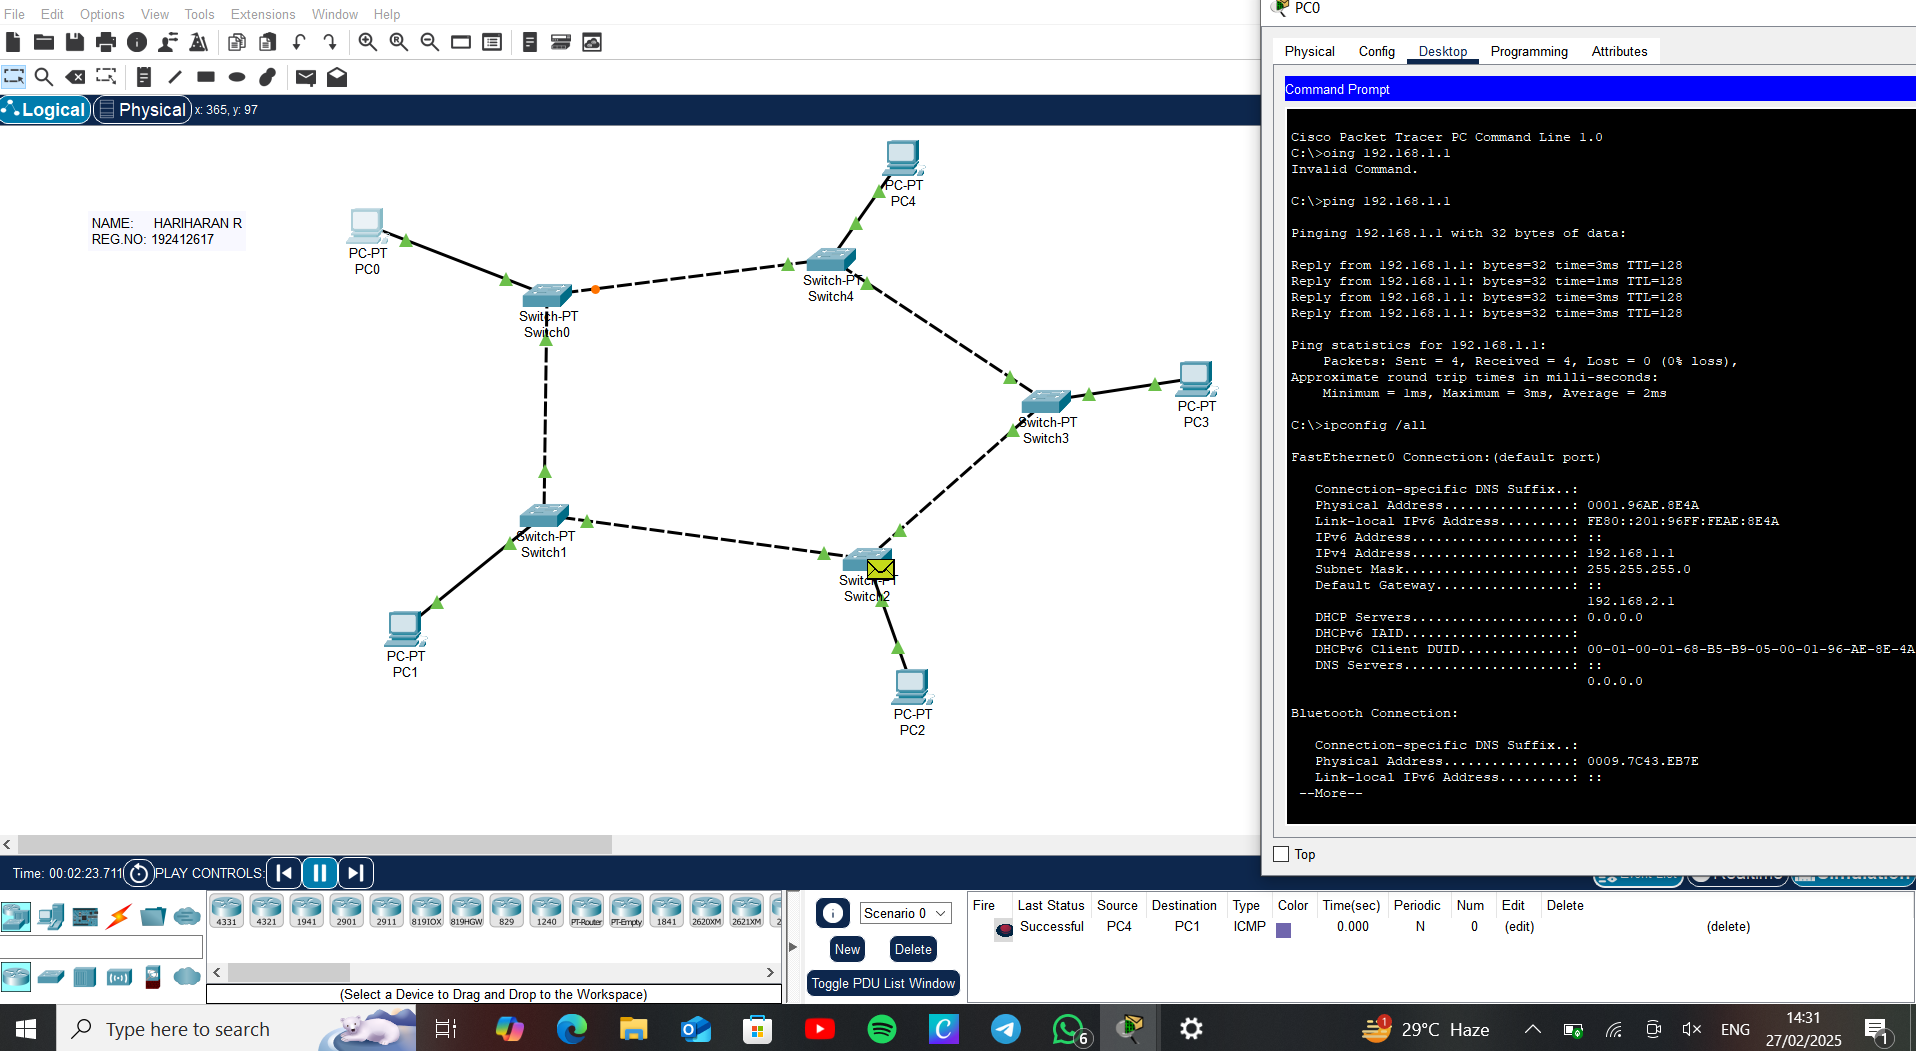 File Edit Options View Tools Extensions Window Help
Logical Physical x: 365, y: 97
NAME: HARIHARAN R
REG.NO: 192412617
PC-PT
PC0
PC-PT
PC4
Switch-PT
Switch4
Switch-PT
Switch0
PC-PT
PC3
Switch-PT
Switch3
Switch-PT
Switch1
Switch-PT
Switch2
PC-PT
PC1
PC-PT
PC2
PC0
Physical Config Desktop Programming Attributes
Command Prompt
Cisco Packet Tracer PC Command Line 1.0
C:\>oing 192.168.1.1
Invalid Command.
C:\>ping 192.168.1.1
Pinging 192.168.1.1 with 32 bytes of data:
Reply from 192.168.1.1: bytes=32 time=3ms TTL=128
Reply from 192.168.1.1: bytes=32 time=1ms TTL=128
Reply from 192.168.1.1: bytes=32 time=3ms TTL=128
Reply from 192.168.1.1: bytes=32 time=3ms TTL=128
Ping statistics for 192.168.1.1:
Packets: Sent = 4, Received = 4, Lost = 0 (0% loss),
Approximate round trip times in milli-seconds:
Minimum = 1ms, Maximum = 3ms, Average = 2ms
C:\>ipconfig /all
FastEthernet0 Connection:(default port)
Connection-specific DNS Suffix..:
Physical Address................: 0001.96AE.8E4A
Link-local IPv6 Address.........: FE80::201:96FF:FEAE:8E4A
IPv6 Address....................: ::
IPv4 Address....................: 192.168.1.1
Subnet Mask.....................: 255.255.255.0
Default Gateway.................: ::
192.168.2.1
DHCP Servers....................: 0.0.0.0
DHCPv6 IAID.....................:
DHCPv6 Client DUID..............: 00-01-00-01-68-B5-B9-05-00-01-96-AE-8E-4A
DNS Servers.....................: ::
0.0.0.0
Bluetooth Connection:
Connection-specific DNS Suffix..:
Physical Address................: 0009.7C43.EB7E
Link-local IPv6 Address.........: ::
--More--
Top
Time: 00:02:23.711 PLAY CONTROLS:
Event List Realtime Simulation
4331 4321 1941 2901 2911 819IOX 819HGW 829 1240 PT-Router PT-Empty 1841 2620XM 2621XM 2
(Select a Device to Drag and Drop to the Workspace)
Scenario 0
New Delete
Toggle PDU List Window
Fire Last Status Source Destination Type Color Time(sec) Periodic Num Edit Delete
Successful PC4 PC1 ICMP 0.000 N 0 (edit) (delete)
Type here to search
6
1
29°C Haze
ENG
14:31
27/02/2025
1